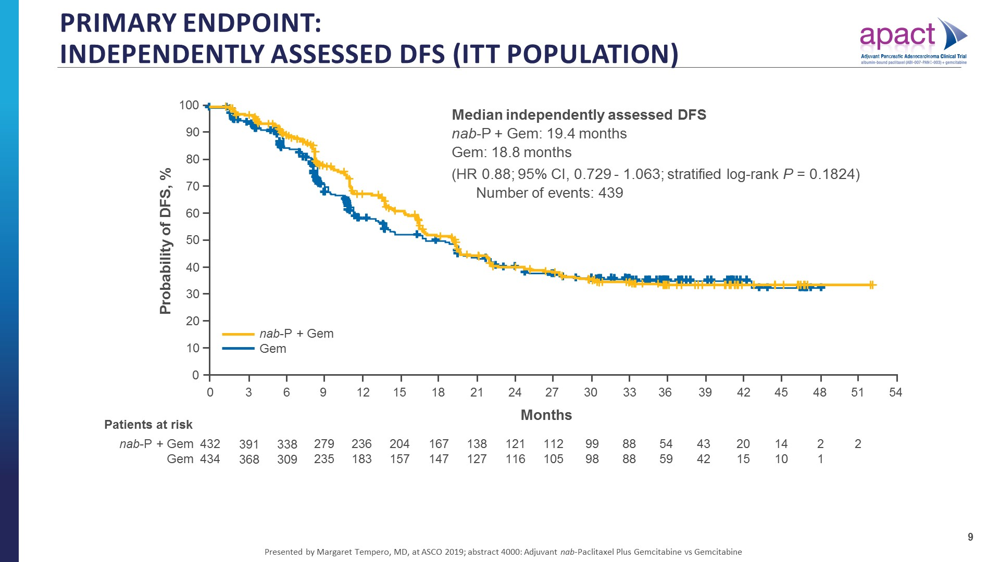 PRIMARY ENDPOINT:
INDEPENDENTLY ASSESSED DFS (ITT POPULATION)
apact
Adjuvant Pancreatic Adenocarcinoma Clinical Trial
albumin-bound paclitaxel (ABI-007-PANC-003) + gemcitabine
Median independently assessed DFS
nab-P + Gem: 19.4 months
Gem: 18.8 months
(HR 0.88; 95% CI, 0.729 - 1.063; stratified log-rank P = 0.1824)
Number of events: 439
Probability of DFS, %
100
90
80
70
60
50
40
30
20
10
0
nab-P + Gem
Gem
0 3 6 9 12 15 18 21 24 27 30 33 36 39 42 45 48 51 54
Months
Patients at risk
nab-P + Gem 432 391 338 279 236 204 167 138 121 112 99 88 54 43 20 14 2 2
Gem 434 368 309 235 183 157 147 127 116 105 98 88 59 42 15 10 1
9
Presented by Margaret Tempero, MD, at ASCO 2019; abstract 4000: Adjuvant nab-Paclitaxel Plus Gemcitabine vs Gemcitabine